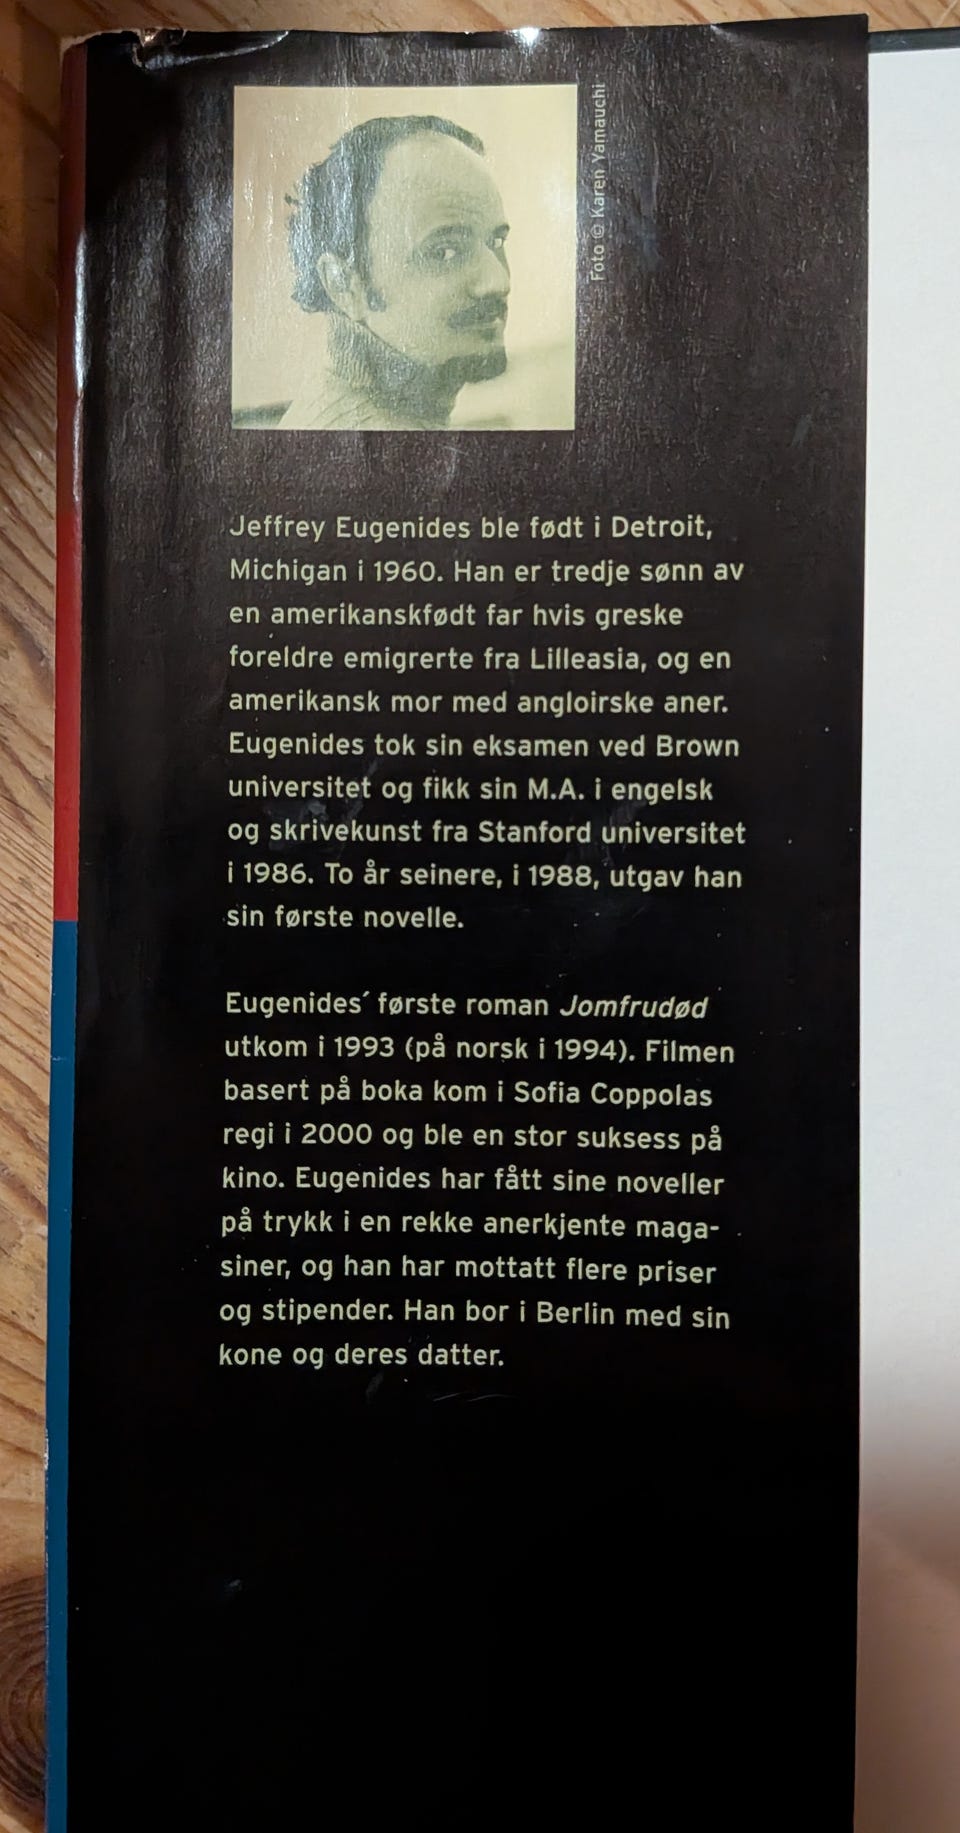 Foto © Karen Yamauchi
Jeffrey Eugenides ble født i Detroit,
Michigan i 1960. Han er tredje sønn av
en amerikanskfødt far hvis greske
foreldre emigrerte fra Lilleasia, og en
amerikansk mor med angloirske aner.
Eugenides tok sin eksamen ved Brown
universitet og fikk sin M.A. i engelsk
og skrivekunst fra Stanford universitet
i 1986. To år seinere, i 1988, utgav han
sin første novelle.
Eugenides´ første roman Jomfrudød
utkom i 1993 (på norsk i 1994). Filmen
basert på boka kom i Sofia Coppolas
regi i 2000 og ble en stor suksess på
kino. Eugenides har fått sine noveller
på trykk i en rekke anerkjente maga-
siner, og han har mottatt flere priser
og stipender. Han bor i Berlin med sin
kone og deres datter.